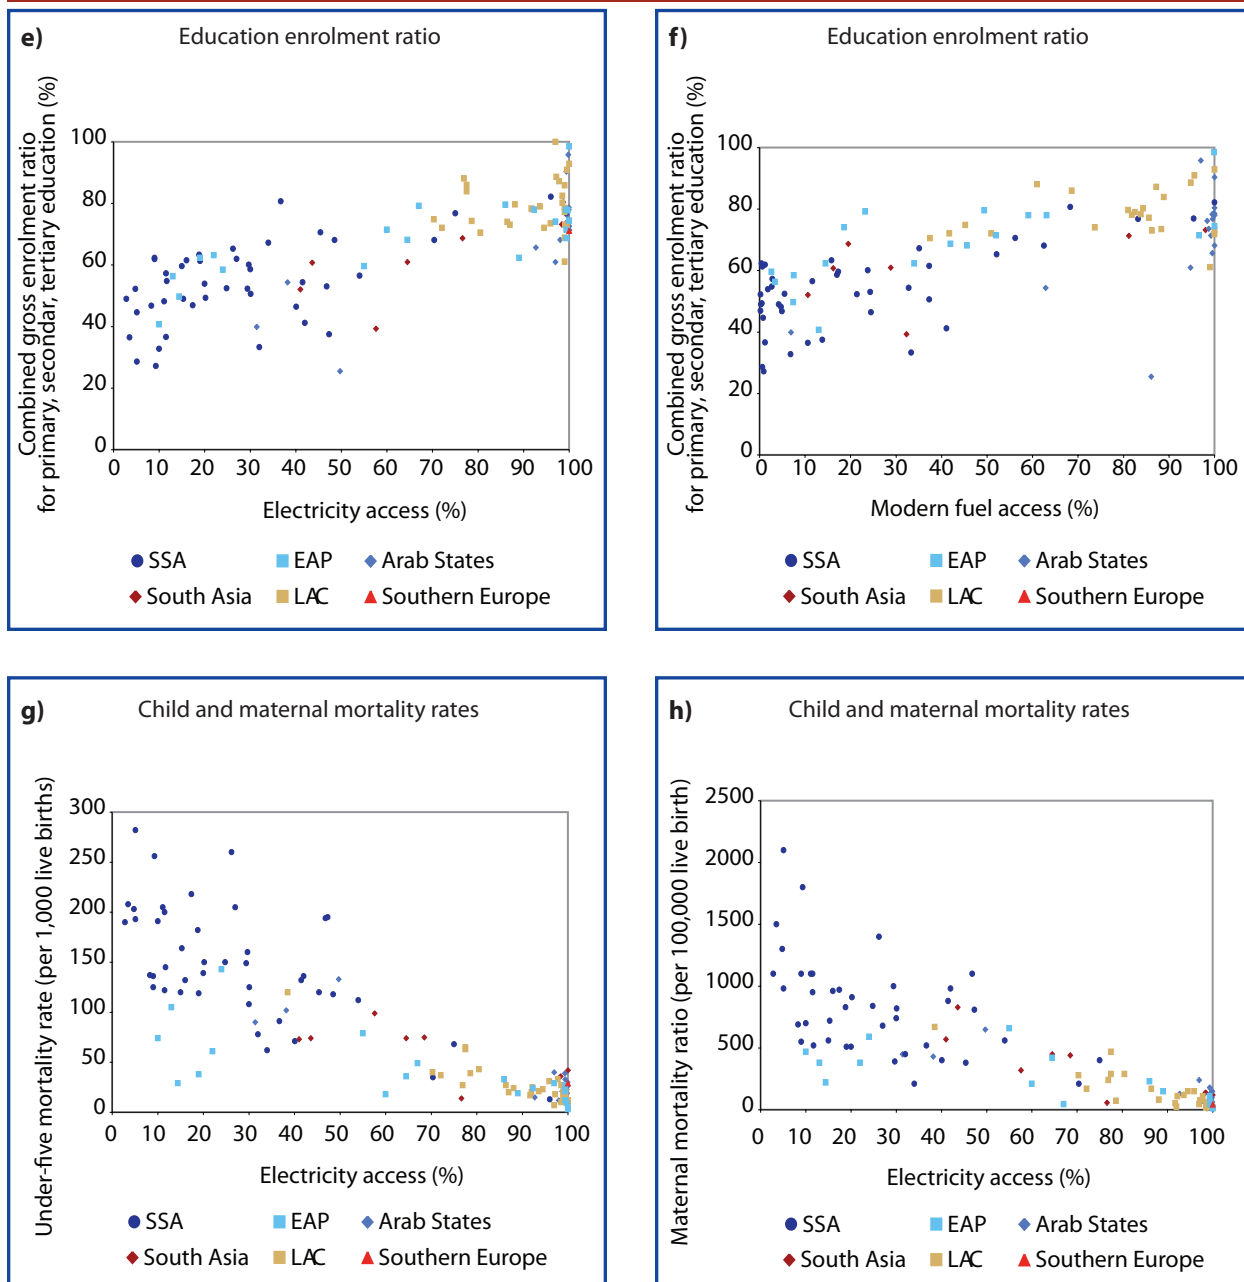 e)
Education enrolment ratio
Combined gross enrolment ratio
for primary, secondar, tertiary education (%)
100
80
60
40
20
0
0 10 20 30 40 50 60 70 80 90 100
Electricity access (%)
SSA EAP Arab States
South Asia LAC Southern Europe
f)
Education enrolment ratio
Combined gross enrolment ratio
for primary, secondar, tertiary education (%)
100
80
60
40
20
0
0 10 20 30 40 50 60 70 80 90 100
Modern fuel access (%)
SSA EAP Arab States
South Asia LAC Southern Europe
g)
Child and maternal mortality rates
Under-five mortality rate (per 1,000 live births)
300
250
200
150
100
50
0
0 10 20 30 40 50 60 70 80 90 100
Electricity access (%)
SSA EAP Arab States
South Asia LAC Southern Europe
h)
Child and maternal mortality rates
Maternal mortality ratio (per 100,000 live birth)
2500
2000
1500
1000
500
0
0 10 20 30 40 50 60 70 80 90 100
Electricity access (%)
SSA EAP Arab States
South Asia LAC Southern Europe